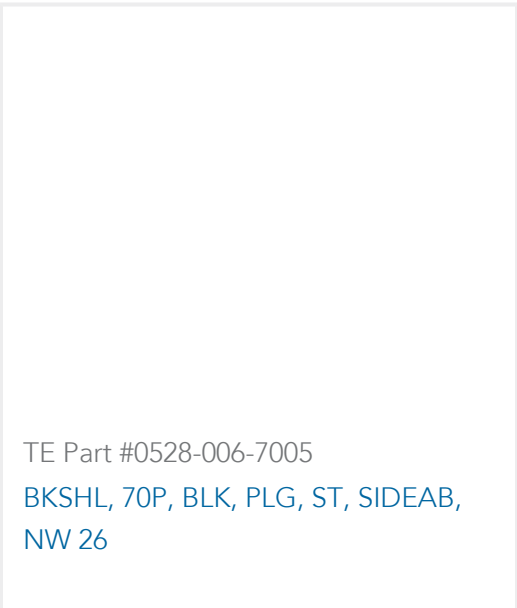 TE Part #0528-006-7005
BKSHL, 70P, BLK, PLG, ST, SIDEAB,
NW 26